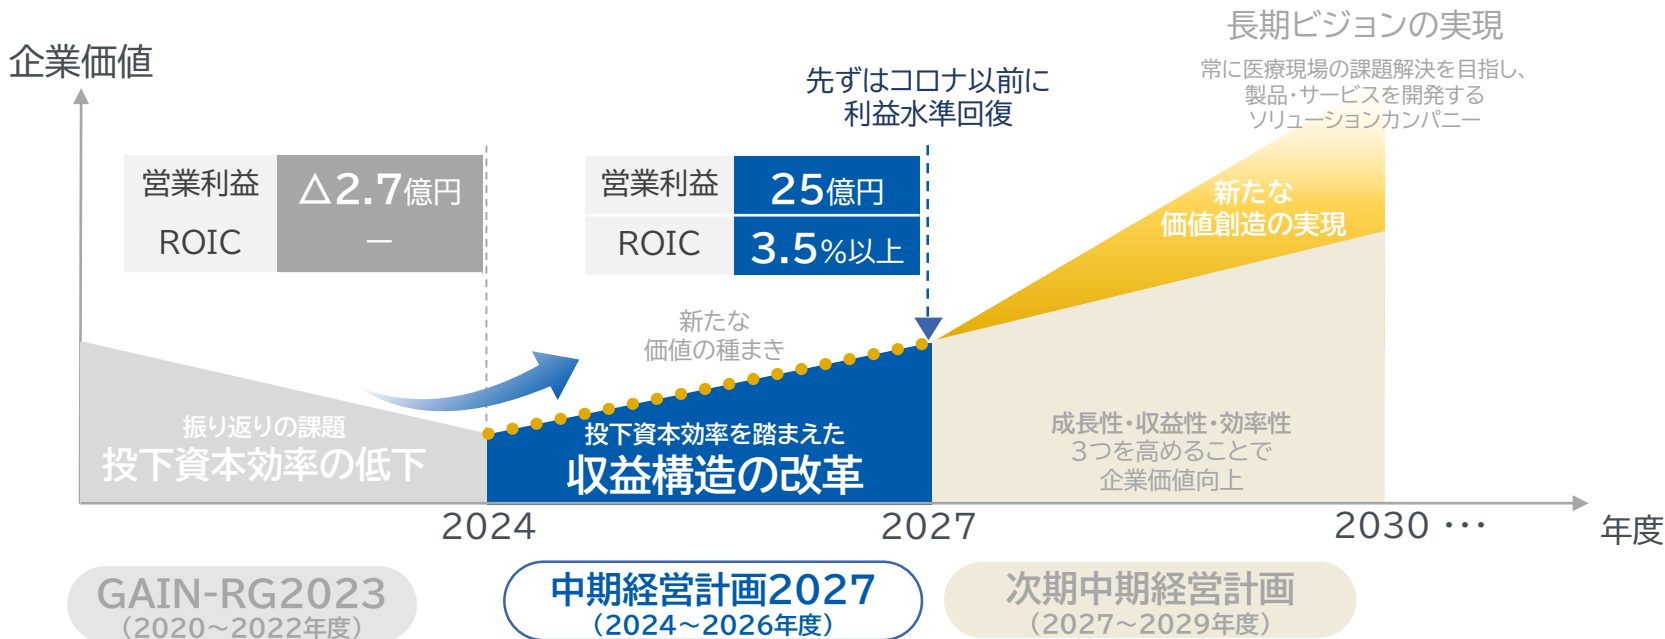 長期ビジョンの実現
常に医療現場の課題解決を目指し、
製品・サービスを開発する
ソリューションカンパニー
企業価値
先ずはコロナ以前に
利益水準回復
営業利益 △2.7億円
ROIC －
営業利益 25億円
ROIC 3.5%以上
新たな
価値創造の実現
新たな
価値の種まき
振り返りの課題
投下資本効率の低下
投下資本効率を踏まえた
収益構造の改革
成長性・収益性・効率性
3つを高めることで
企業価値向上
2024 2027 2030 ・・・ 年度
GAIN-RG2023
（2020～2022年度）
中期経営計画2027
（2024～2026年度）
次期中期経営計画
（2027～2029年度）